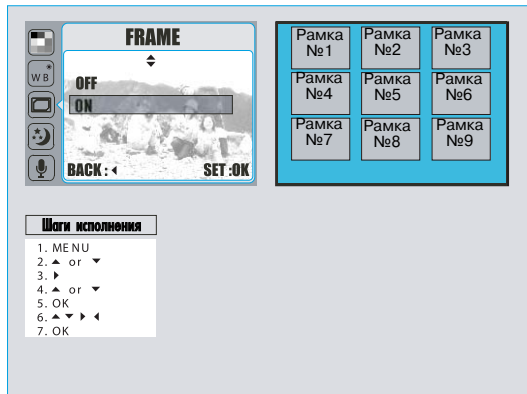 FRAME
WB
OFF
ON
BACK : ◂
SET :OK
Рамка Рамка Рамка
№1 №2 №3
Рамка Рамка Рамка
№4 №5 №6
Рамка Рамка Рамка
№7 №8 №9
Шаги исполнения
1. MENU
2. ▲ or ▼
3. ▶
4. ▲ or ▼
5. OK
6. ▲ ▼ ▶ ◀
7. OK